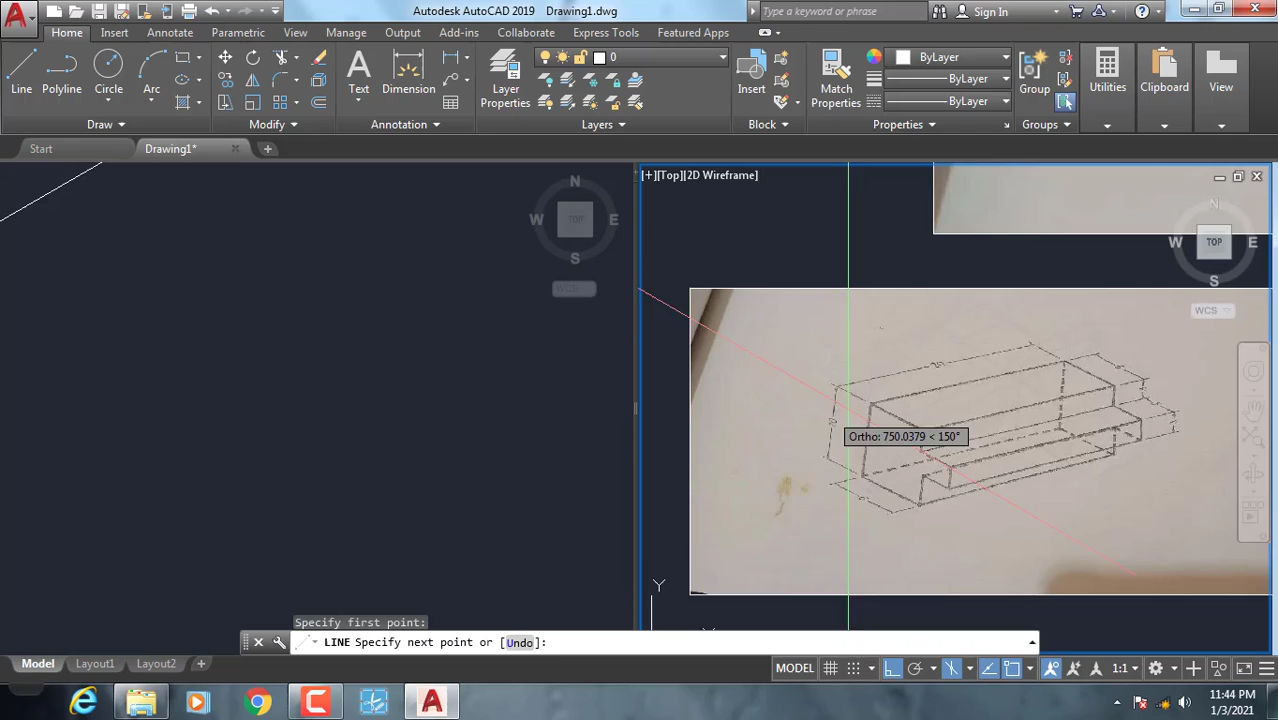 Autodesk AutoCAD 2019 Drawing1.dwg
Type a keyword or phrase
Sign In
Home Insert Annotate Parametric View Manage Output Add-ins Collaborate Express Tools Featured Apps
Line Polyline Circle Arc
Text Dimension
Layer
Properties
0
Insert
Match
Properties
ByLayer
ByLayer
ByLayer
Group
Utilities
Clipboard
View
Draw Modify Annotation Layers Block Properties Groups
Start Drawing1*
[+][Top][2D Wireframe]
N
W TOP E
S
WCS
N
W TOP E
S
WCS
Ortho: 750.0379 < 150°
Y
Specify first point:
LINE Specify next point or [Undo]:
Model Layout1 Layout2 +
MODEL 1:1
11:44 PM
1/3/2021